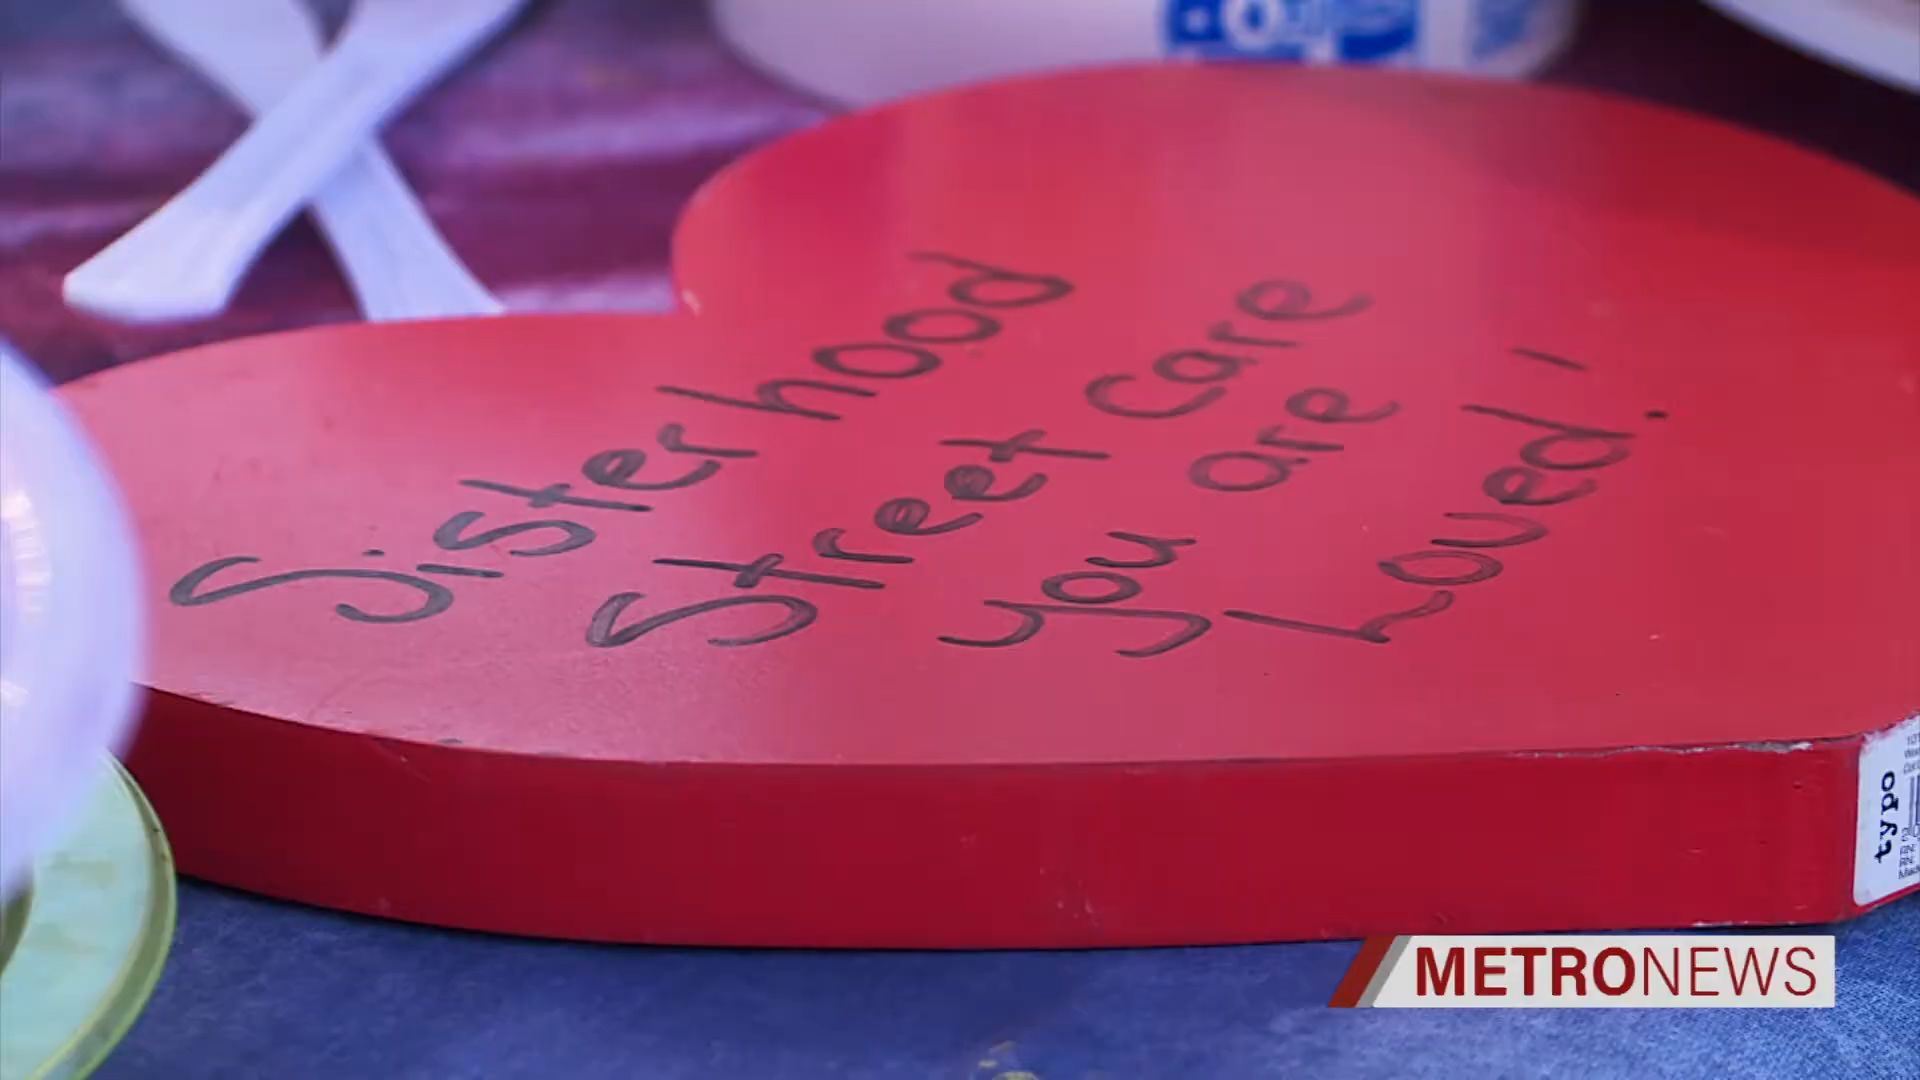 Sisterhood
Street Care
you are
Loved!
typo
METRONEWS